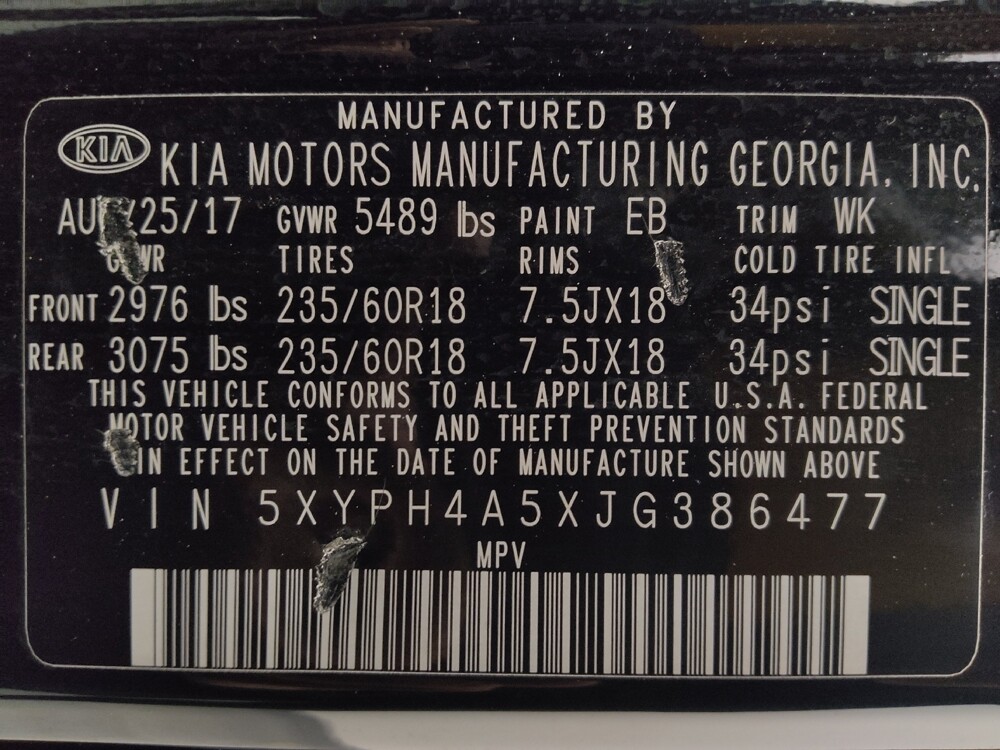 MANUFACTURED BY
KIA KIA MOTORS MANUFACTURING GEORGIA, INC.
/25/17 GVWR 5489 lbs PAINT EB TRIM WK
TIRES RIMS COLD TIRE INFL
FRONT 2976 lbs 235/60R18 7.5JX18 34psi SINGLE
REAR 3075 lbs 235/60R18 7.5JX18 34psi SINGLE
THIS VEHICLE CONFORMS TO ALL APPLICABLE U.S.A. FEDERAL
MOTOR VEHICLE SAFETY AND THEFT PREVENTION STANDARDS
IN EFFECT ON THE DATE OF MANUFACTURE SHOWN ABOVE
VIN 5XYPH4A5XJG386477
MPV